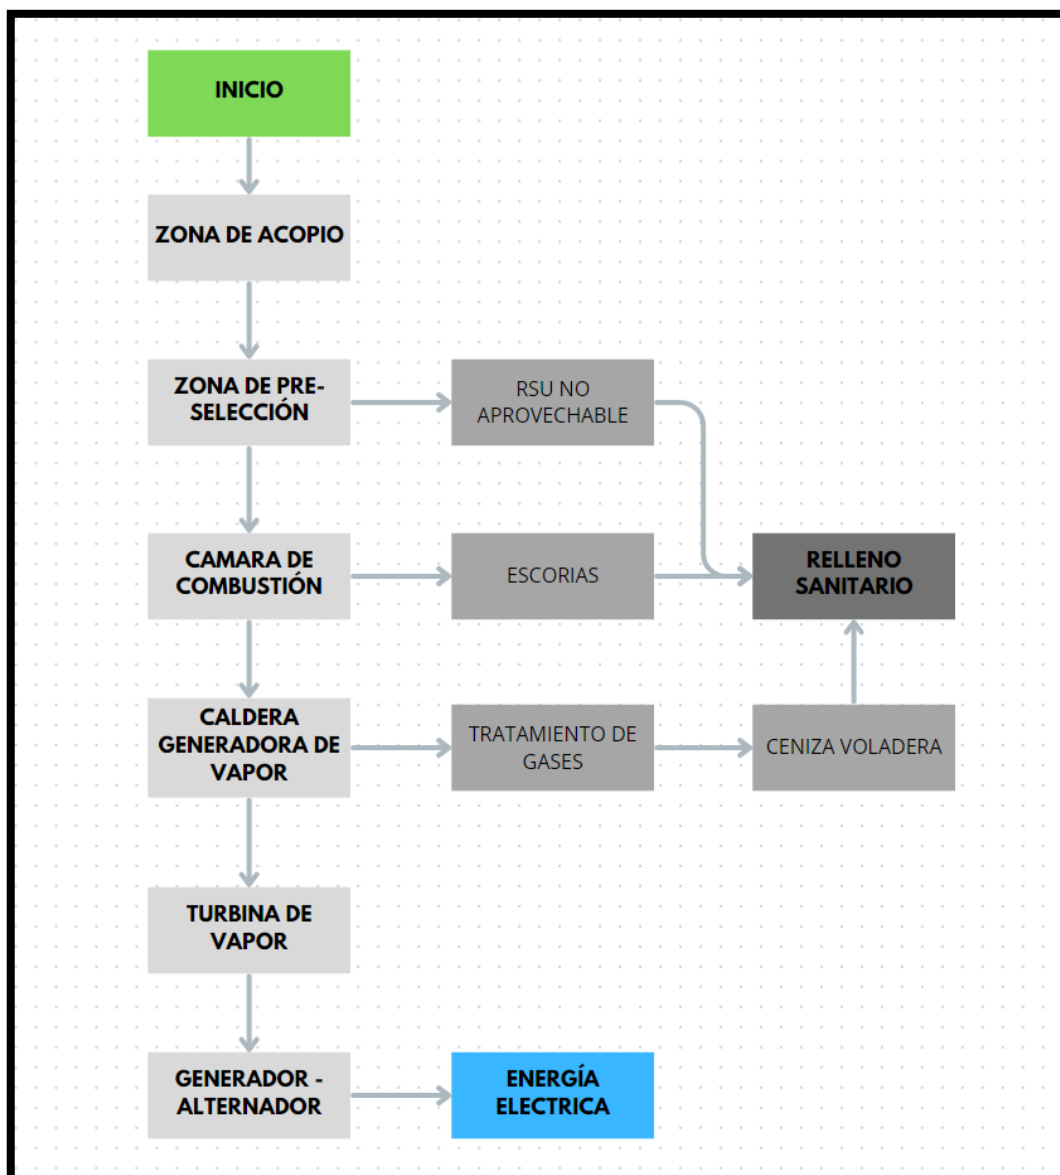 INICIO
ZONA DE ACOPIO
ZONA DE PRE-
SELECCIÓN
RSU NO
APROVECHABLE
CAMARA DE
COMBUSTIÓN
ESCORIAS
RELLENO
SANITARIO
CALDERA
GENERADORA DE
VAPOR
TRATAMIENTO DE
GASES
CENIZA VOLADERA
TURBINA DE
VAPOR
GENERADOR -
ALTERNADOR
ENERGÍA
ELECTRICA